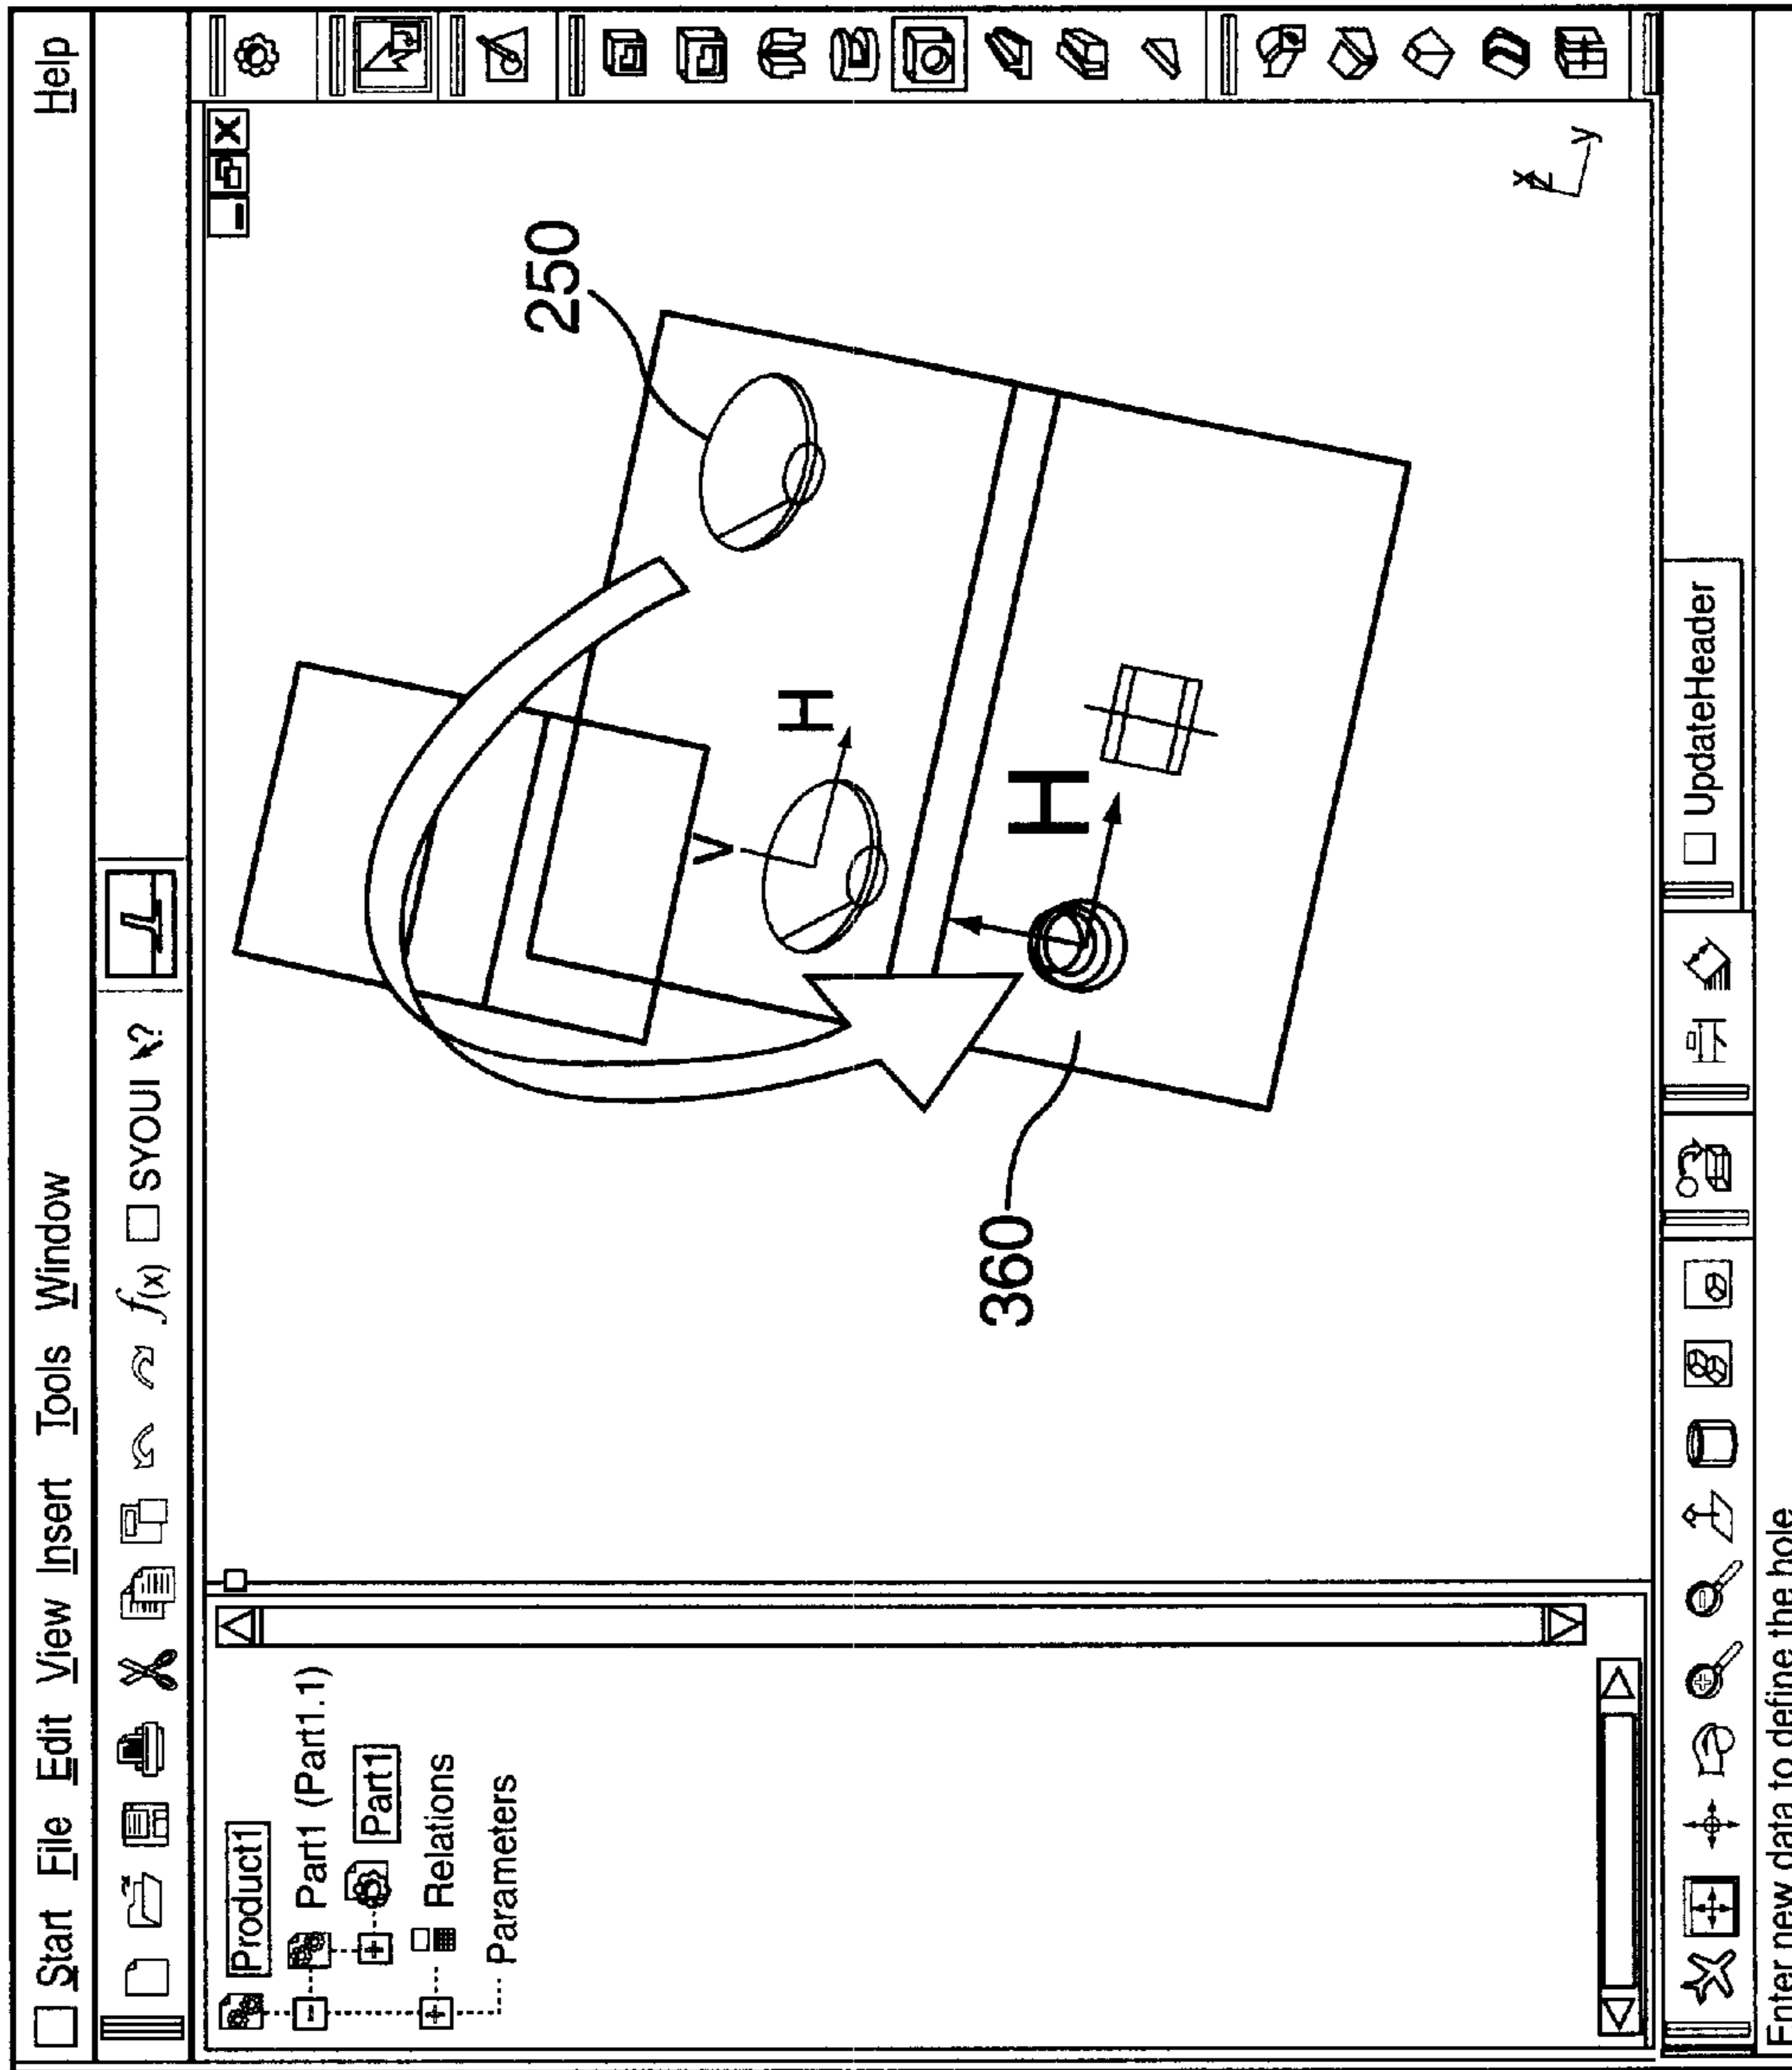 Start File Edit View Insert Tools Window Help
f(x) SYOUI ?
Product1
Part1 (Part1.1)
Part1
Relations
Parameters
250
V
H
H
360
x
z
y
UpdateHeader
Enter new data to define the hole